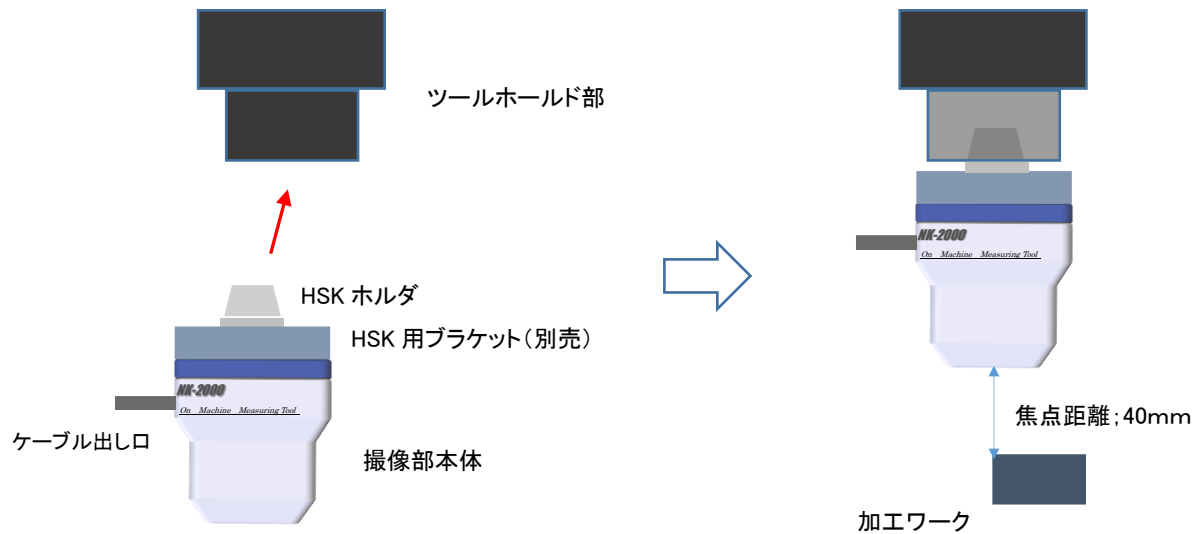 ツールホールド部
HSK ホルダ
HSK 用ブラケット（別売）
NK-2000
On Machine Measuring Tool
ケーブル出し口
撮像部本体
NK-2000
On Machine Measuring Tool
焦点距離；40mm
加工ワーク